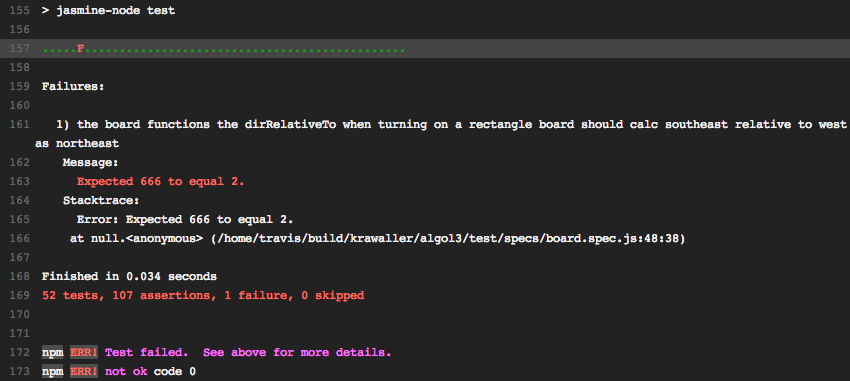 155 > jasmine-node test
156
157 .....F..............................................
158
159 Failures:
160
161 1) the board functions the dirRelativeTo when turning on a rectangle board should calc southeast relative to west
as northeast
162 Message:
163 Expected 666 to equal 2.
164 Stacktrace:
165 Error: Expected 666 to equal 2.
166 at null.<anonymous> (/home/travis/build/krawaller/algol3/test/specs/board.spec.js:48:38)
167
168 Finished in 0.034 seconds
169 52 tests, 107 assertions, 1 failure, 0 skipped
170
171
172 npm ERR! Test failed.  See above for more details.
173 npm ERR! not ok code 0